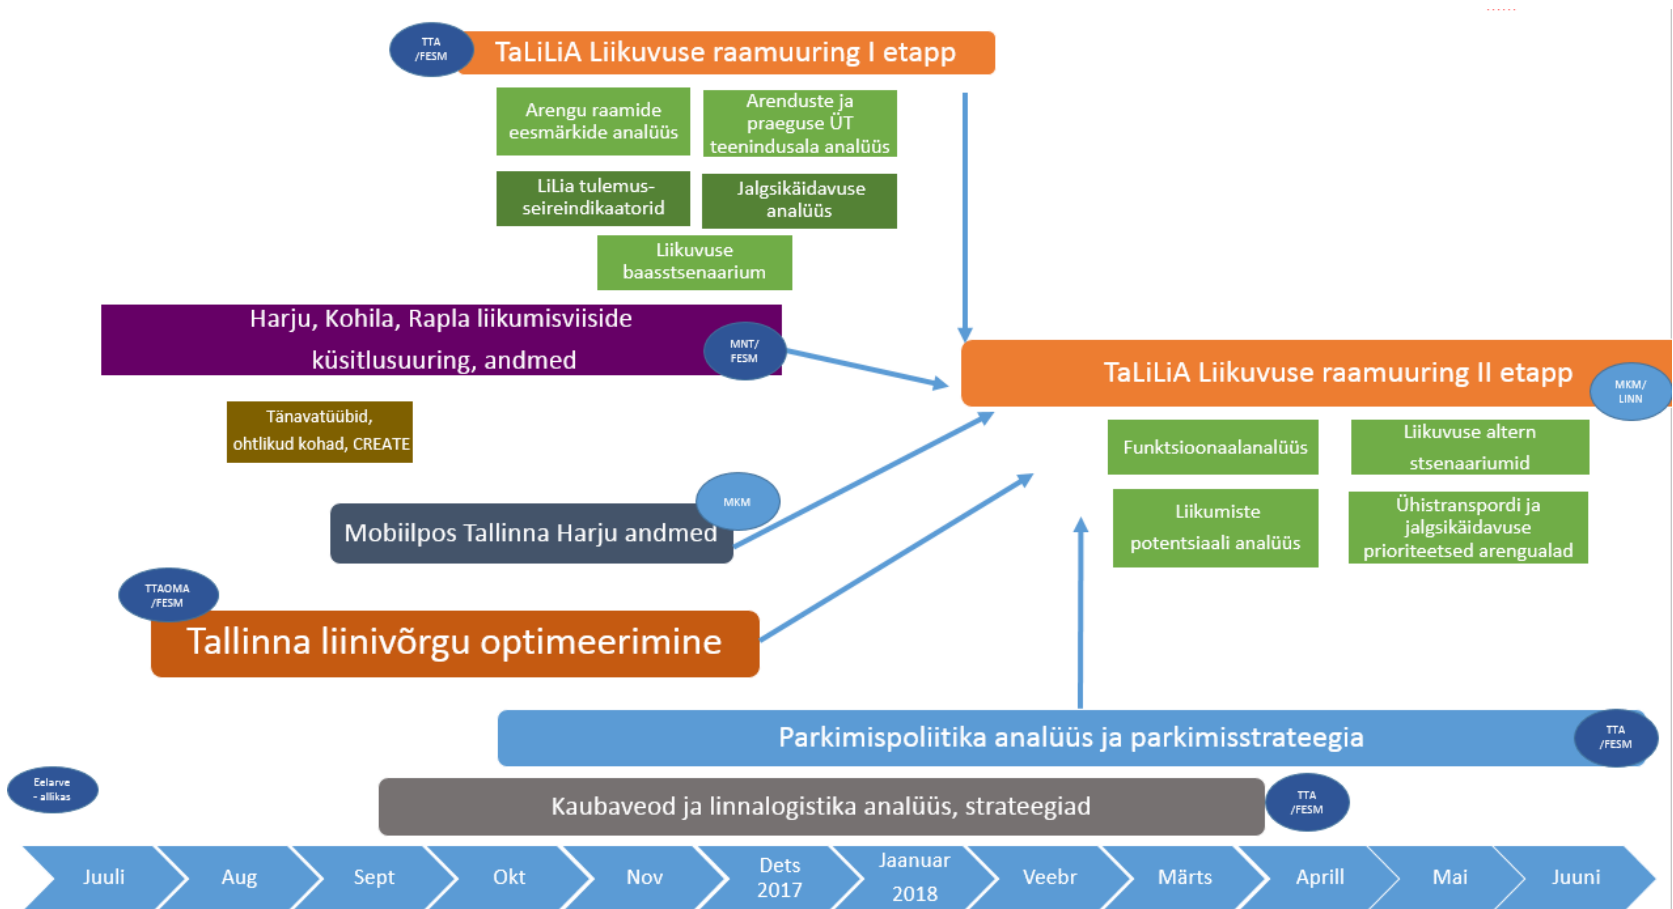 TTA
/FESM
TaLiLiA Liikuvuse raamuuring I etapp
Arengu raamide
eesmärkide analüüs
Arenduste ja
praeguse ÜT
teenindusala analüüs
LiLia tulemus-
seireindikaatorid
Jalgsikäidavuse
analüüs
Liikuvuse
baasstsenaarium
Harju, Kohila, Rapla liikumisviiside
küsitlusuuring, andmed
MNT/
FESM
TaLiLiA Liikuvuse raamuuring II etapp
MKM/
LINN
Tänavatüübid,
ohtlikud kohad, CREATE
Funktsioonaalanalüüs
Liikuvuse altern
stsenaariumid
Liikumiste
potentsiaali analüüs
Ühistranspordi ja
jalgsikäidavuse
prioriteetsed arengualad
MKM
Mobiilpos Tallinna Harju andmed
TTAOMA
/FESM
Tallinna liinivõrgu optimeerimine
Parkimispoliitika analüüs ja parkimisstrateegia
TTA
/FESM
Eelarve
- allikas
Kaubaveod ja linnalogistika analüüs, strateegiad
TTA
/FESM
Juuli
Aug
Sept
Okt
Nov
Dets
2017
Jaanuar
2018
Veebr
Märts
Aprill
Mai
Juuni